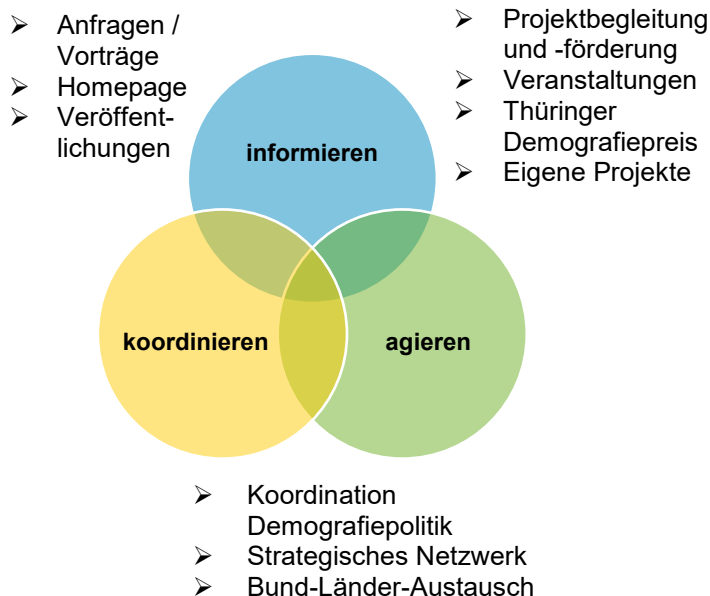 ➢ Anfragen /
Vorträge
➢ Homepage
➢ Veröffent-
lichungen
➢ Projektbegleitung
und -förderung
➢ Veranstaltungen
➢ Thüringer
Demografiepreis
➢ Eigene Projekte
informieren
koordinieren
agieren
➢ Koordination
Demografiepolitik
➢ Strategisches Netzwerk
➢ Bund-Länder-Austausch